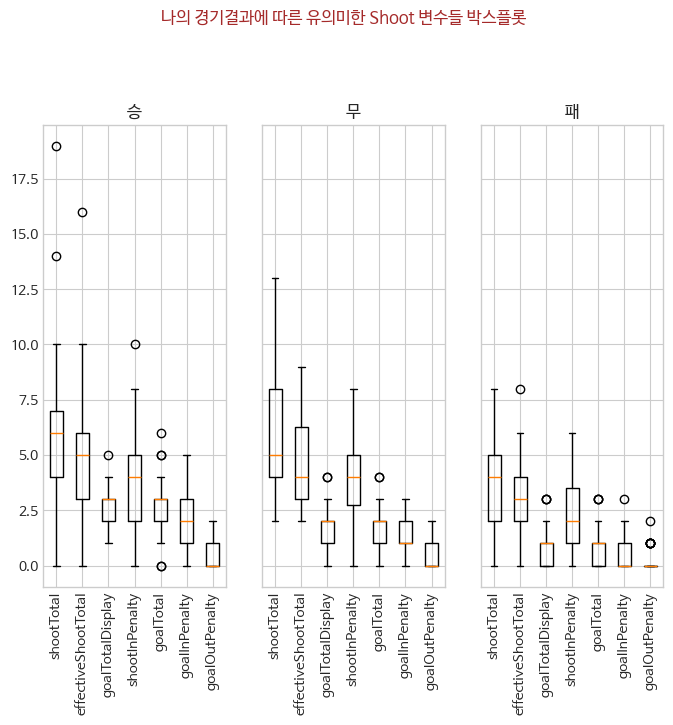 나의 경기결과에 따른 유의미한 Shoot 변수들 박스플롯
승
무
패
17.5
15.0
12.5
10.0
7.5
5.0
2.5
0.0
shootTotal
effectiveShootTotal
goalTotalDisplay
shootInPenalty
goalTotal
goalInPenalty
goalOutPenalty
shootTotal
effectiveShootTotal
goalTotalDisplay
shootInPenalty
goalTotal
goalInPenalty
goalOutPenalty
shootTotal
effectiveShootTotal
goalTotalDisplay
shootInPenalty
goalTotal
goalInPenalty
goalOutPenalty